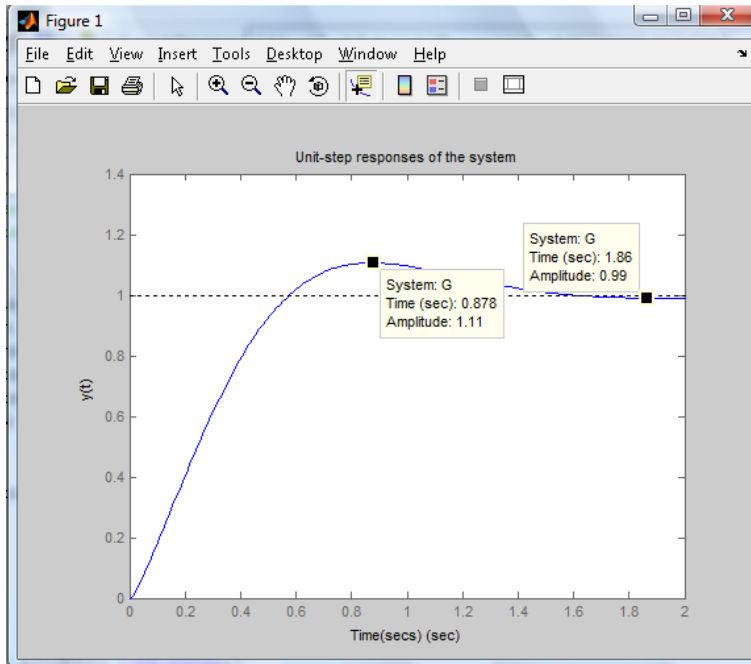 Figure 1
File Edit View Insert Tools Desktop Window Help
Unit-step responses of the system
1.4
1.2
1
0.8
0.6
0.4
0.2
0
y(t)
System: G
Time (sec): 1.86
Amplitude: 0.99
System: G
Time (sec): 0.878
Amplitude: 1.11
0 0.2 0.4 0.6 0.8 1 1.2 1.4 1.6 1.8 2
Time(secs) (sec)